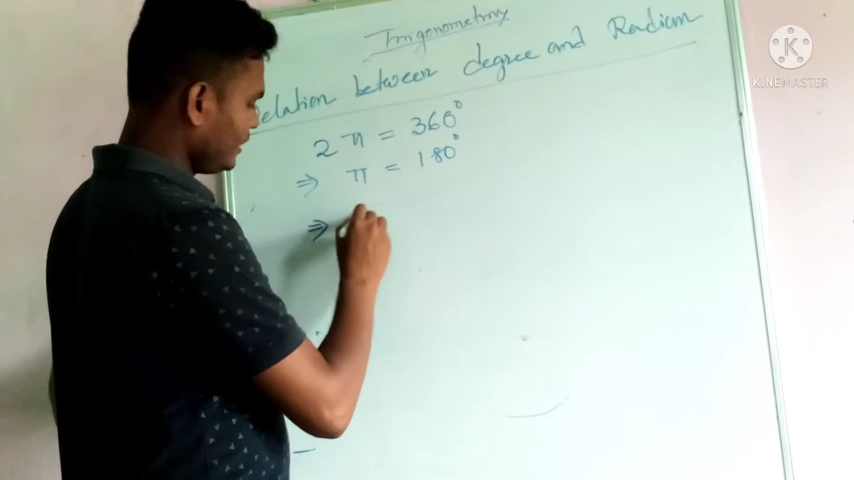 Trigonometry
Relation between degree and Radian
2π = 360°
⇒ π = 180°
⇒
KINEMASTER